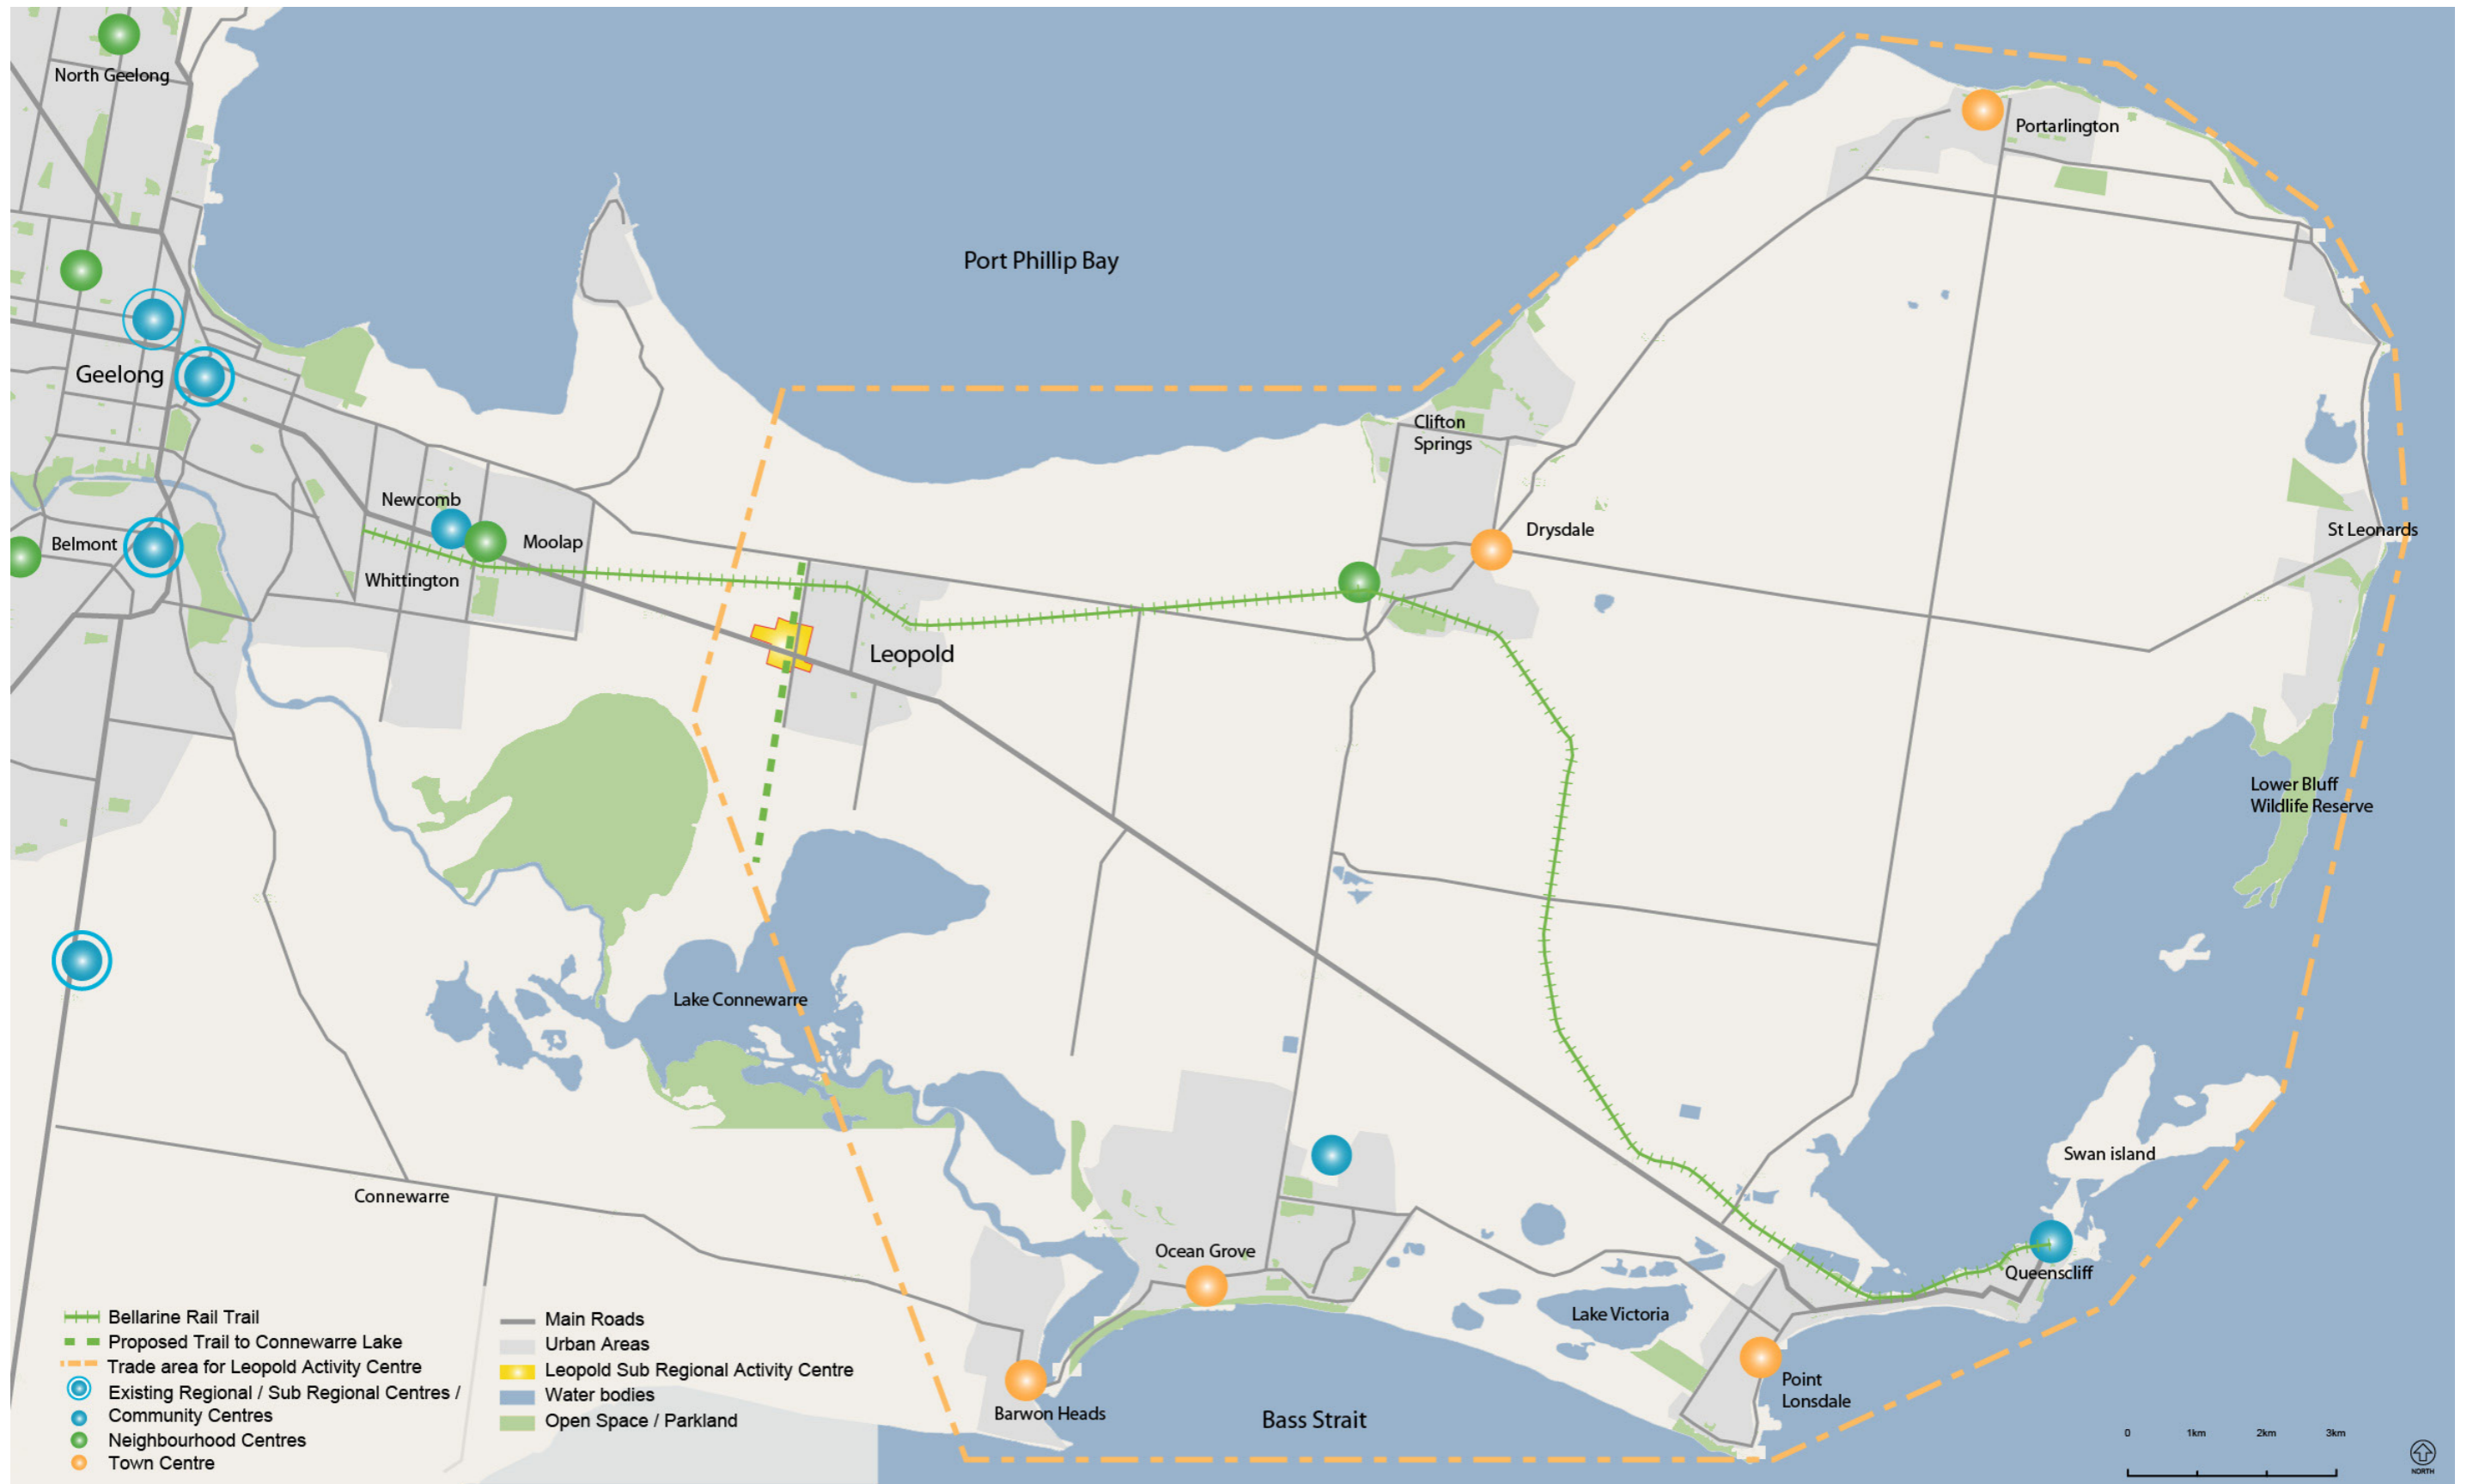 North Geelong
Portarlington
Port Phillip Bay
Geelong
Clifton
Springs
Newcomb
Drysdale
St Leonards
Belmont
Moolap
Whittington
Leopold
Lower Bluff
Wildlife Reserve
Lake Connewarre
Swan island
Connewarre
Ocean Grove
Queenscliff
Lake Victoria
Point
Lonsdale
Barwon Heads
Bass Strait
Bellarine Rail Trail
Proposed Trail to Connewarre Lake
Trade area for Leopold Activity Centre
Existing Regional / Sub Regional Centres /
Community Centres
Neighbourhood Centres
Town Centre
Main Roads
Urban Areas
Leopold Sub Regional Activity Centre
Water bodies
Open Space / Parkland
0 1km 2km 3km
NORTH